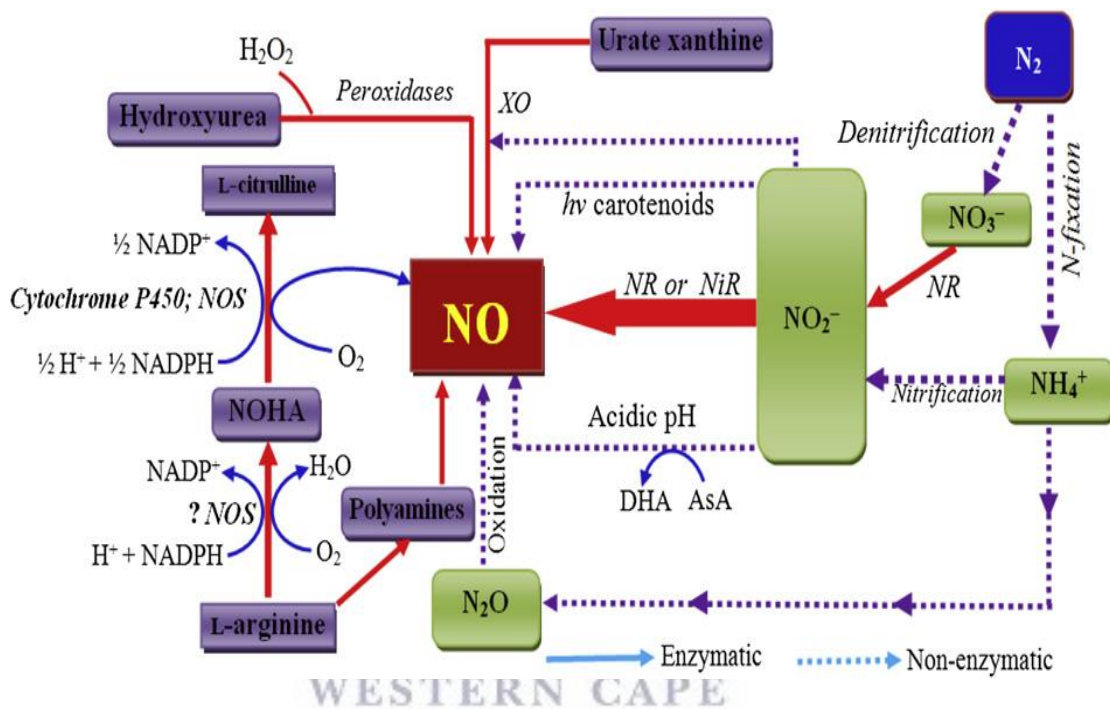 Urate xanthine
N₂
H₂O₂
Peroxidases
XO
Hydroxyurea
Denitrification
N-fixation
L-citrulline
hv carotenoids
NO₃⁻
½ NADP⁺
Cytochrome P450; NOS
NO
NR or NiR
NO₂⁻
NR
½ H⁺ + ½ NADPH
O₂
NH₄⁺
Nitrification
NOHA
Acidic pH
NADP⁺
H₂O
DHA
AsA
? NOS
Polyamines
Oxidation
H⁺ + NADPH
O₂
N₂O
L-arginine
Enzymatic
Non-enzymatic
WESTERN CAPE